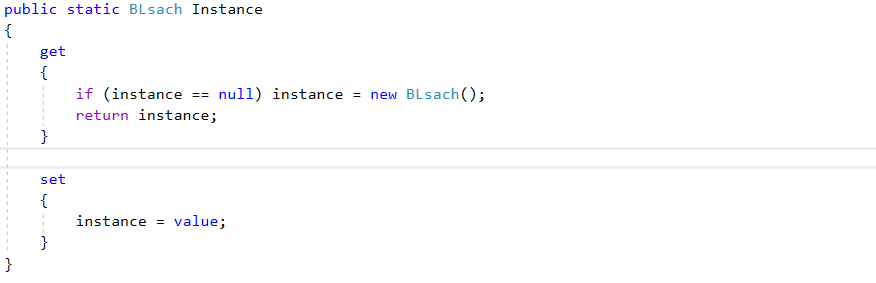 public static BLsach Instance
{
    get
    {
        if (instance == null) instance = new BLsach();
        return instance;
    }

    set
    {
        instance = value;
    }
}